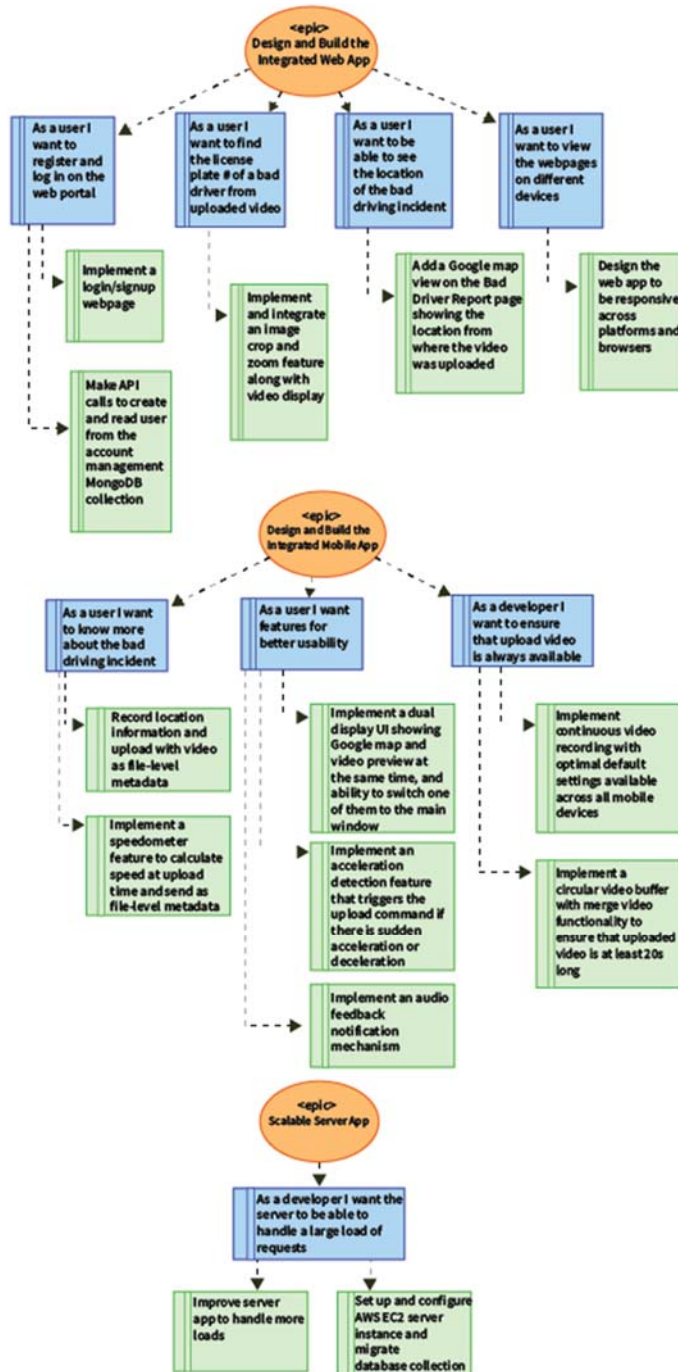 <epic>
Design and Build the
Integrated Web App
As a user I
want to
register and
log in on the
web portal
As a user I
want to find
the license
plate # of a bad
driver from
uploaded video
As a user I
want to be
able to see
the location
of the bad
driving incident
As a user I
want to view
the webpages
on different
devices
Implement a
login/signup
webpage
Make API
calls to create
and read user
from the
account
management
MongoDB
collection
Implement
and integrate
an image
crop and
zoom feature
along with
video display
Add a Google map
view on the Bad
Driver Report page
showing the
location from
where the video
was uploaded
Design the
web app to
be responsive
across
platforms and
browsers
<epic>
Design and Build the
Integrated Mobile App
As a user I want
to know more
about the bad
driving incident
As a user I want
features for
better usability
As a developer I
want to ensure
that upload video
is always available
Record location
information and
upload with video
as file-level
metadata
Implement a
speedometer
feature to calculate
speed at upload
time and send as
file-level metadata
Implement a dual
display UI showing
Google map and
video preview at
the same time, and
ability to switch one
of them to the main
window
Implement an
acceleration
detection feature
that triggers the
upload command if
there is sudden
acceleration or
deceleration
Implement an audio
feedback
notification
mechanism
Implement
continuous video
recording with
optimal default
settings available
across all mobile
devices
Implement a
circular video buffer
with merge video
functionality to
ensure that uploaded
video is at least 20s
long
<epic>
Scalable Server App
As a developer I want the
server to be able to
handle a large load of
requests
Improve server
app to handle more
loads
Set up and configure
AWS EC2 server
instance and
migrate
database collection